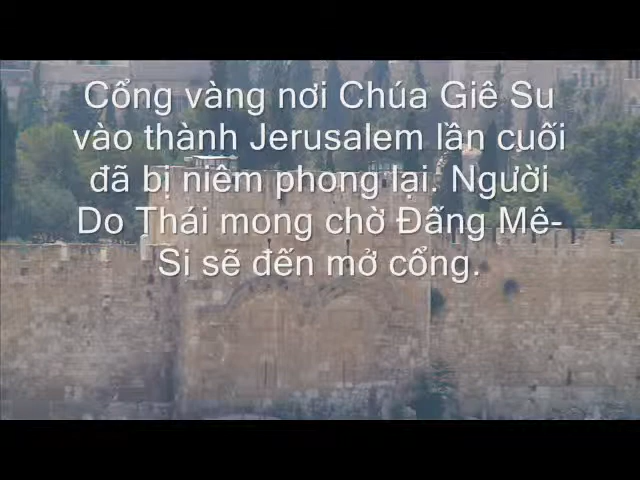 Cổng vàng nơi Chúa Giê Su
vào thành Jerusalem lần cuối
đã bị niêm phong lại. Người
Do Thái mong chờ Đấng Mê-
Si sẽ đến mở cổng.